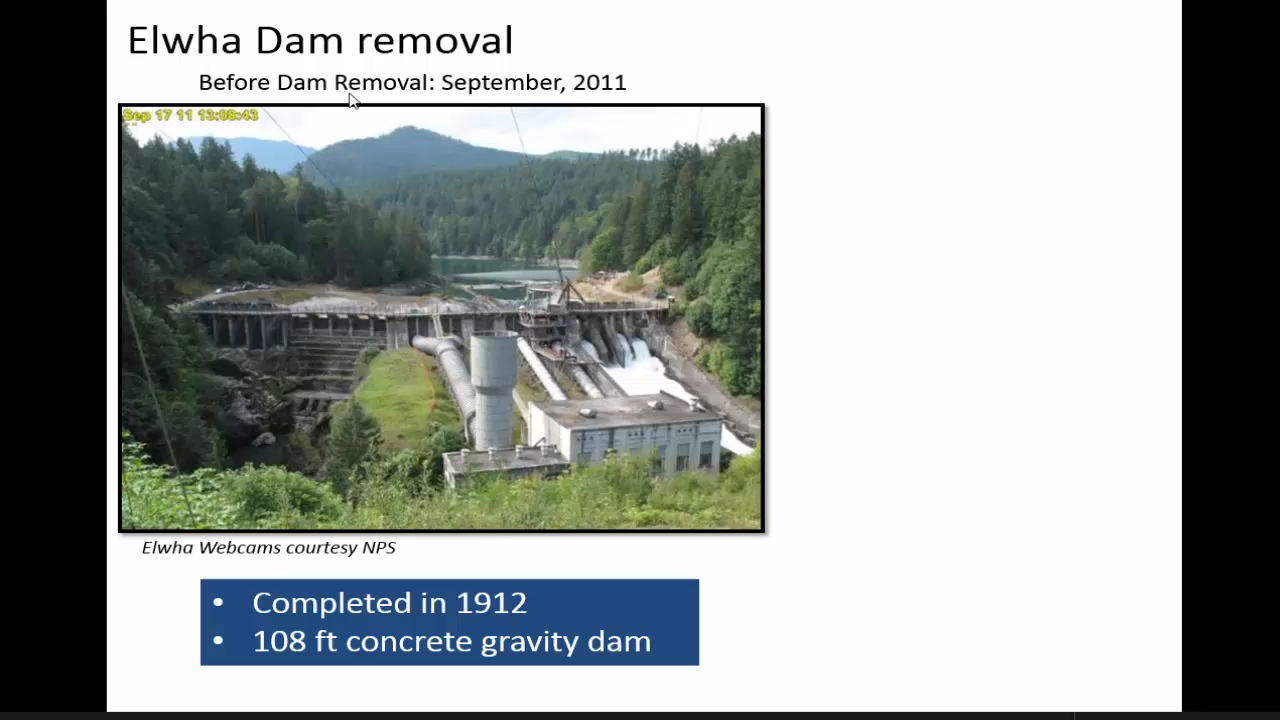 Elwha Dam removal
Before Dam Removal: September, 2011
Sep 17 11 13:08:43
Elwha Webcams courtesy NPS
• Completed in 1912
• 108 ft concrete gravity dam